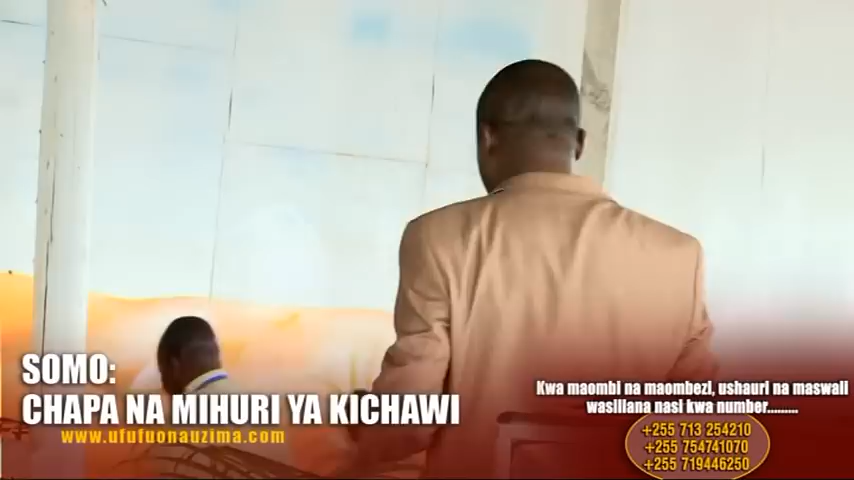 SOMO:
CHAPA NA MIHURI YA KICHAWI
www.ufufuonauzima.com
Kwa maombi na maombezi, ushauri na maswali
wasiliana nasi kwa number.........
+255 713 254210
+255 754741070
+255 719446250